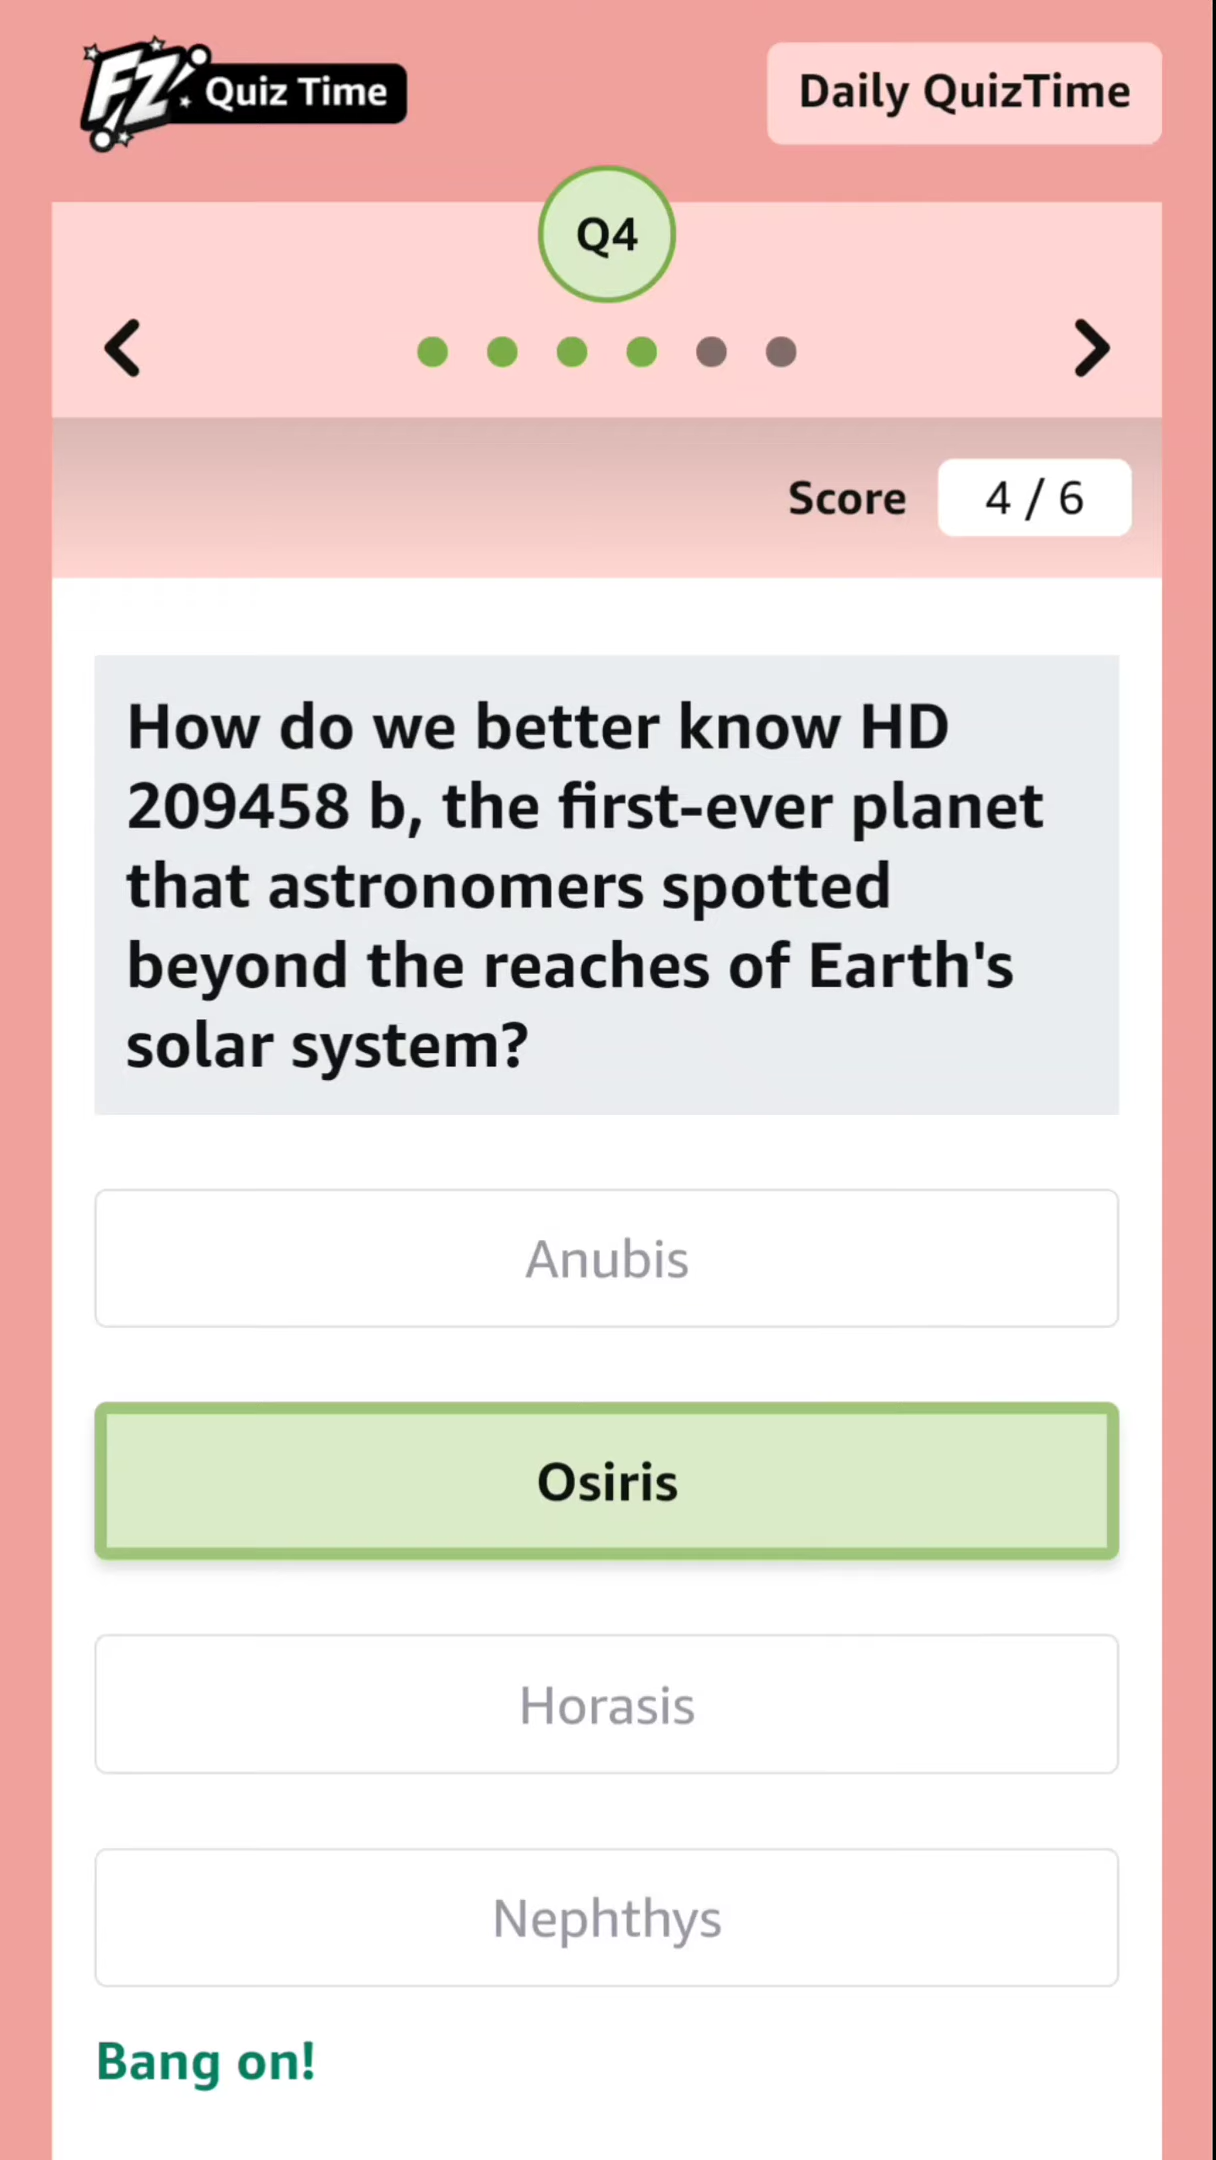 FZ Quiz Time
Daily QuizTime
Q4
Score 4 / 6
How do we better know HD
209458 b, the first-ever planet
that astronomers spotted
beyond the reaches of Earth's
solar system?
Anubis
Osiris
Horasis
Nephthys
Bang on!